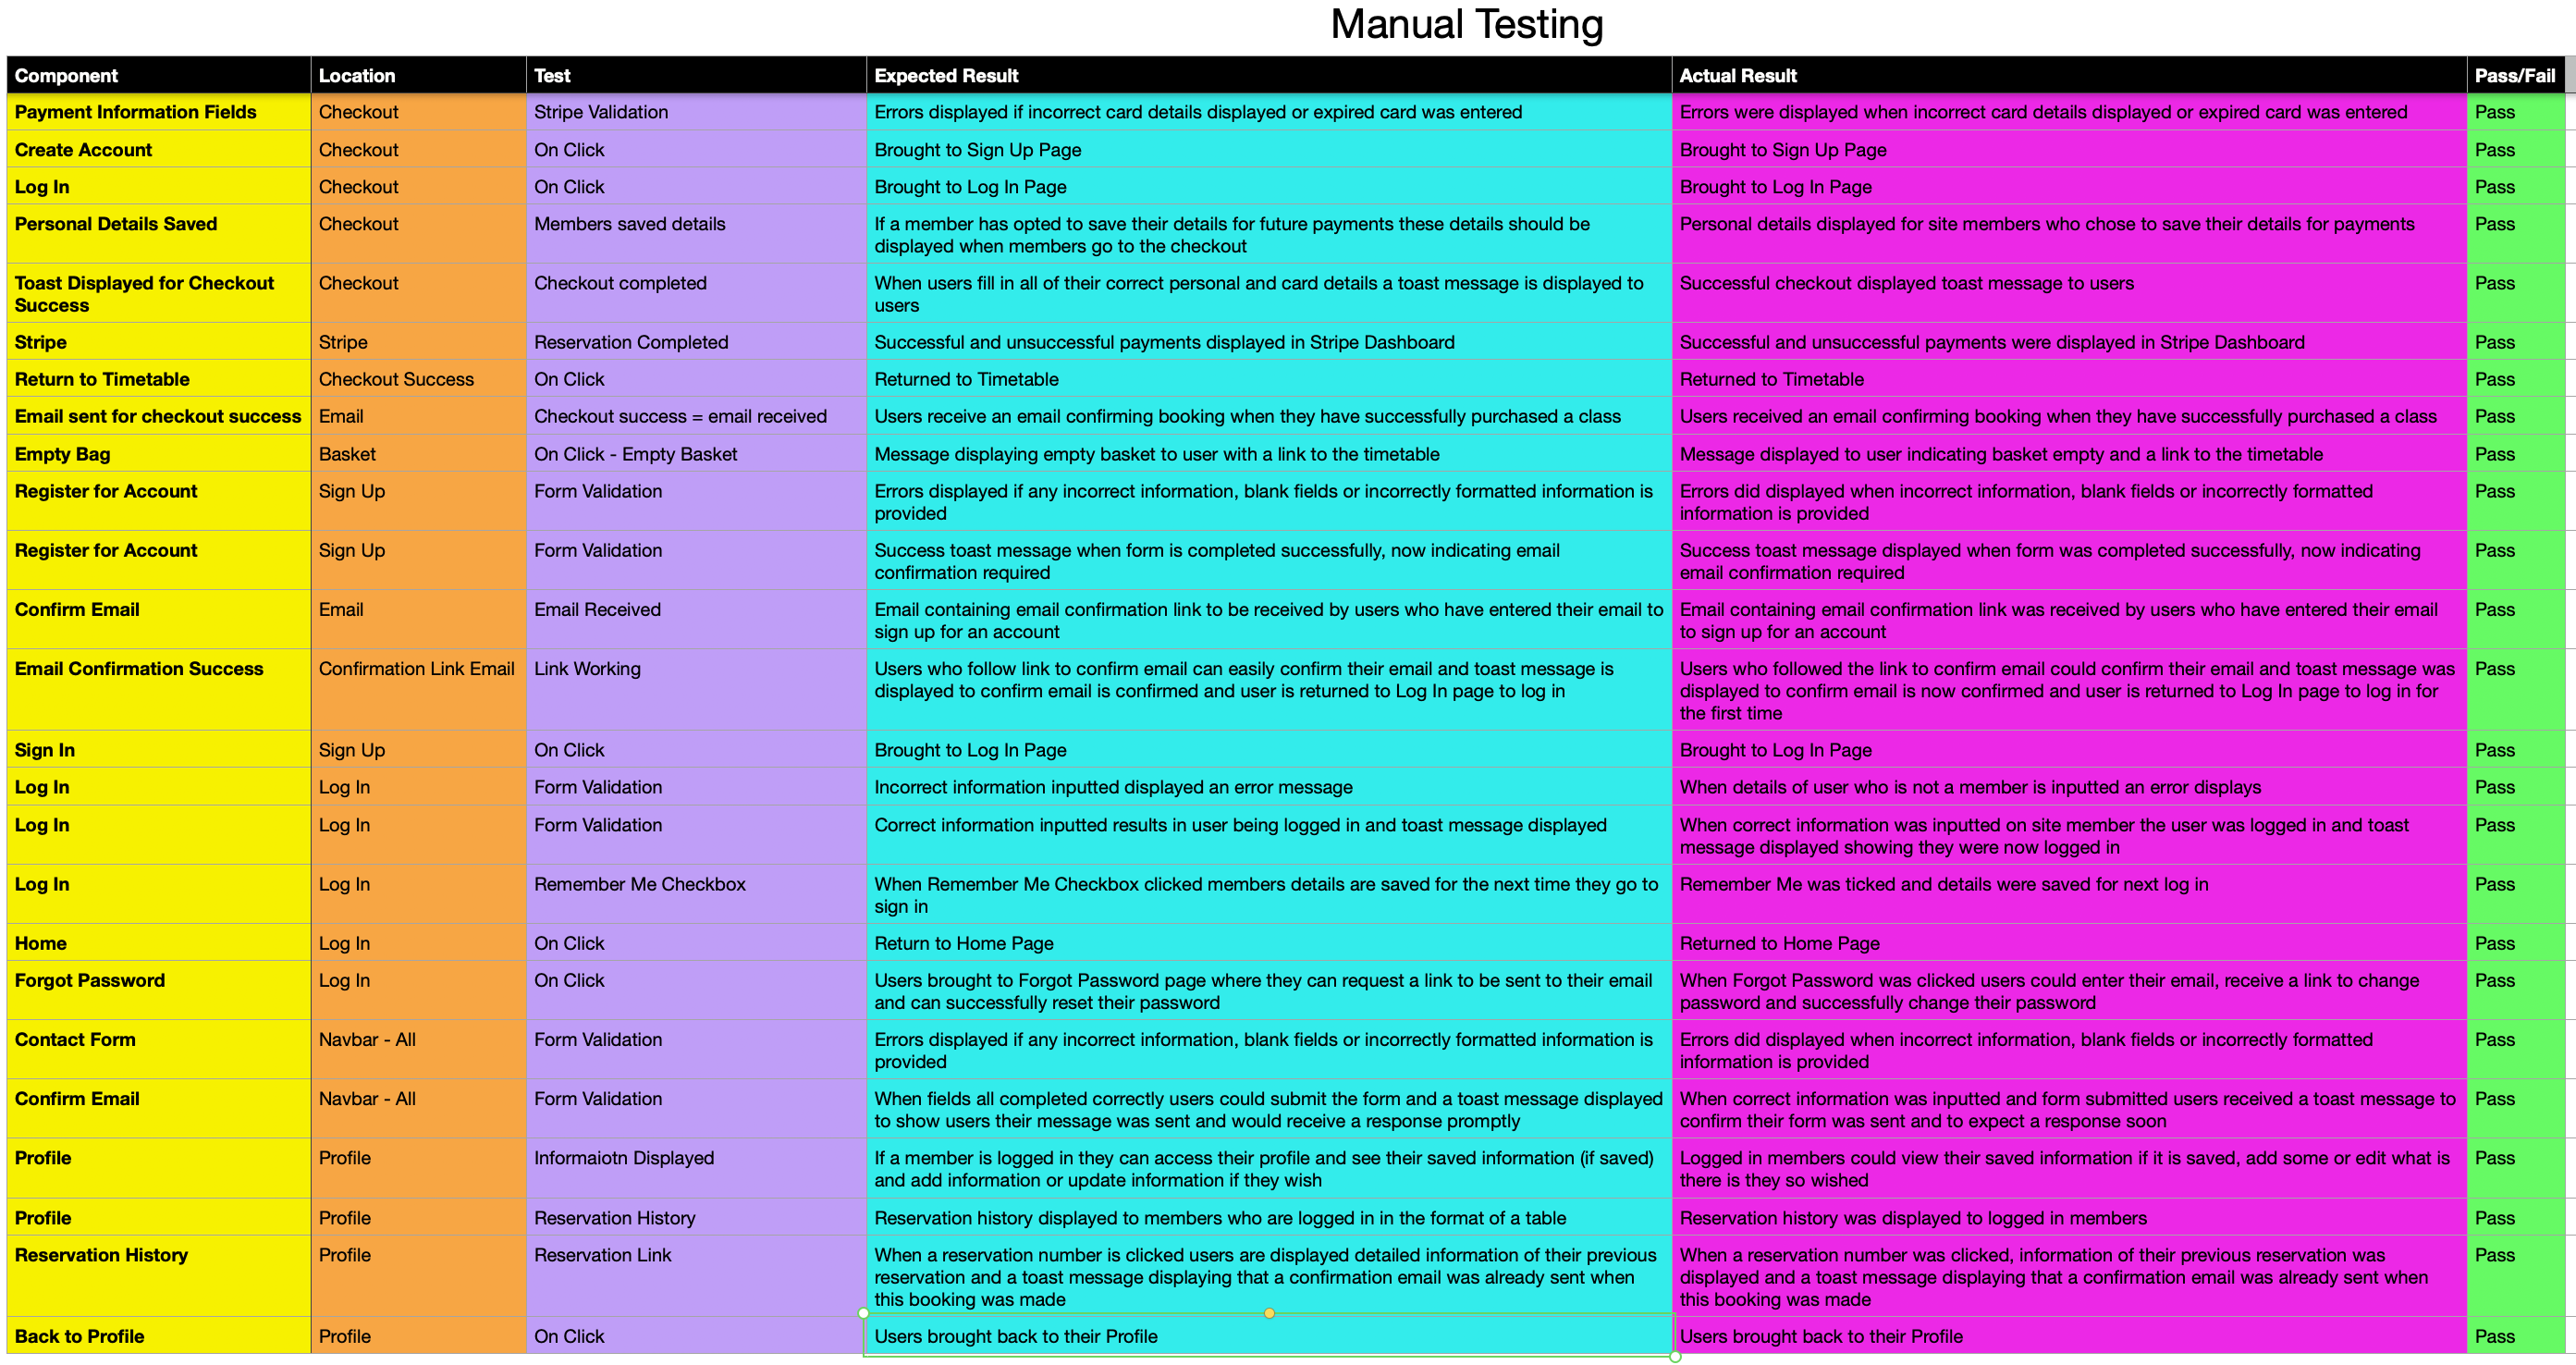 Manual Testing
Component Location Test Expected Result Actual Result Pass/Fail
Payment Information Fields Checkout Stripe Validation Errors displayed if incorrect card details displayed or expired card was entered Errors were displayed when incorrect card details displayed or expired card was entered Pass
Create Account Checkout On Click Brought to Sign Up Page Brought to Sign Up Page Pass
Log In Checkout On Click Brought to Log In Page Brought to Log In Page Pass
Personal Details Saved Checkout Members saved details If a member has opted to save their details for future payments these details should be Personal details displayed for site members who chose to save their details for payments Pass
displayed when members go to the checkout
Toast Displayed for Checkout Checkout Checkout completed When users fill in all of their correct personal and card details a toast message is displayed to Successful checkout displayed toast message to users Pass
Success users
Stripe Stripe Reservation Completed Successful and unsuccessful payments displayed in Stripe Dashboard Successful and unsuccessful payments were displayed in Stripe Dashboard Pass
Return to Timetable Checkout Success On Click Returned to Timetable Returned to Timetable Pass
Email sent for checkout success Email Checkout success = email received Users receive an email confirming booking when they have successfully purchased a class Users received an email confirming booking when they have successfully purchased a class Pass
Empty Bag Basket On Click - Empty Basket Message displaying empty basket to user with a link to the timetable Message displayed to user indicating basket empty and a link to the timetable Pass
Register for Account Sign Up Form Validation Errors displayed if any incorrect information, blank fields or incorrectly formatted information is Errors did displayed when incorrect information, blank fields or incorrectly formatted Pass
provided information is provided
Register for Account Sign Up Form Validation Success toast message when form is completed successfully, now indicating email Success toast message displayed when form was completed successfully, now indicating Pass
confirmation required email confirmation required
Confirm Email Email Email Received Email containing email confirmation link to be received by users who have entered their email to Email containing email confirmation link was received by users who have entered their email Pass
sign up for an account to sign up for an account
Email Confirmation Success Confirmation Link Email Link Working Users who follow link to confirm email can easily confirm their email and toast message is Users who followed the link to confirm email could confirm their email and toast message was Pass
displayed to confirm email is confirmed and user is returned to Log In page to log in displayed to confirm email is now confirmed and user is returned to Log In page to log in for
the first time
Sign In Sign Up On Click Brought to Log In Page Brought to Log In Page Pass
Log In Log In Form Validation Incorrect information inputted displayed an error message When details of user who is not a member is inputted an error displays Pass
Log In Log In Form Validation Correct information inputted results in user being logged in and toast message displayed When correct information was inputted on site member the user was logged in and toast Pass
message displayed showing they were now logged in
Log In Log In Remember Me Checkbox When Remember Me Checkbox clicked members details are saved for the next time they go to Remember Me was ticked and details were saved for next log in Pass
sign in
Home Log In On Click Return to Home Page Returned to Home Page Pass
Forgot Password Log In On Click Users brought to Forgot Password page where they can request a link to be sent to their email When Forgot Password was clicked users could enter their email, receive a link to change Pass
and can successfully reset their password password and successfully change their password
Contact Form Navbar - All Form Validation Errors displayed if any incorrect information, blank fields or incorrectly formatted information is Errors did displayed when incorrect information, blank fields or incorrectly formatted Pass
provided information is provided
Confirm Email Navbar - All Form Validation When fields all completed correctly users could submit the form and a toast message displayed When correct information was inputted and form submitted users received a toast message to Pass
to show users their message was sent and would receive a response promptly confirm their form was sent and to expect a response soon
Profile Profile Informaiotn Displayed If a member is logged in they can access their profile and see their saved information (if saved) Logged in members could view their saved information if it is saved, add some or edit what is Pass
and add information or update information if they wish there is they so wished
Profile Profile Reservation History Reservation history displayed to members who are logged in in the format of a table Reservation history was displayed to logged in members Pass
Reservation History Profile Reservation Link When a reservation number is clicked users are displayed detailed information of their previous When a reservation number was clicked, information of their previous reservation was Pass
reservation and a toast message displaying that a confirmation email was already sent when displayed and a toast message displaying that a confirmation email was already sent when
this booking was made this booking was made
Back to Profile Profile On Click Users brought back to their Profile Users brought back to their Profile Pass